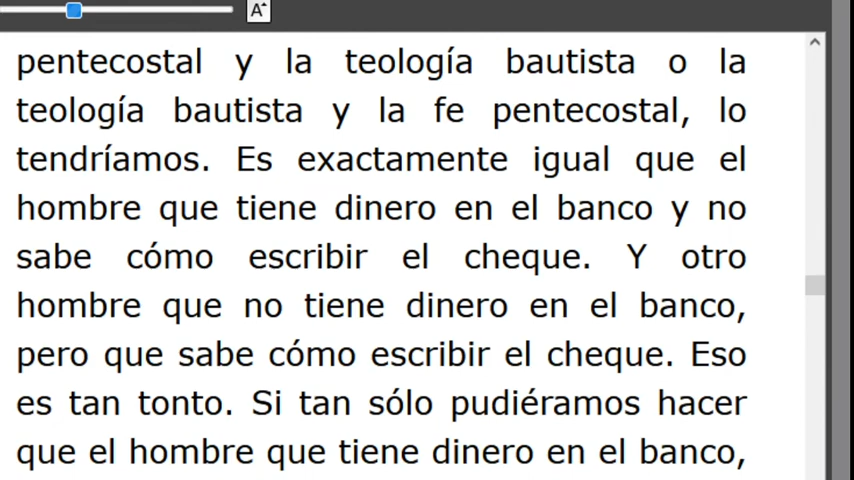 A
pentecostal y la teología bautista o la
teología bautista y la fe pentecostal, lo
tendríamos. Es exactamente igual que el
hombre que tiene dinero en el banco y no
sabe cómo escribir el cheque. Y otro
hombre que no tiene dinero en el banco,
pero que sabe cómo escribir el cheque. Eso
es tan tonto. Si tan sólo pudiéramos hacer
que el hombre que tiene dinero en el banco,